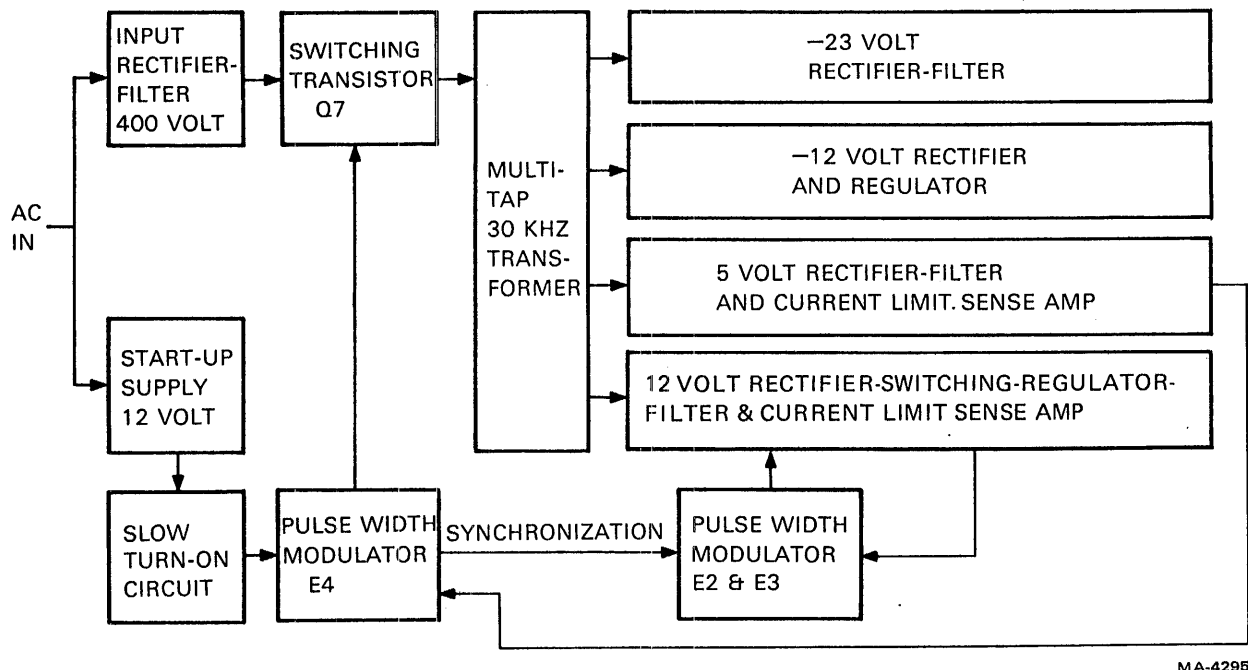 INPUT
RECTIFIER-
FILTER
400 VOLT
SWITCHING
TRANSISTOR
Q7
MULTI-
TAP
30 KHZ
TRANS-
FORMER
−23 VOLT
RECTIFIER-FILTER
−12 VOLT RECTIFIER
AND REGULATOR
5 VOLT RECTIFIER-FILTER
AND CURRENT LIMIT. SENSE AMP
12 VOLT RECTIFIER-SWITCHING-REGULATOR-
FILTER & CURRENT LIMIT SENSE AMP
AC
IN
START-UP
SUPPLY
12 VOLT
SLOW
TURN-ON
CIRCUIT
PULSE WIDTH
MODULATOR
E4
SYNCHRONIZATION
PULSE WIDTH
MODULATOR
E2 & E3
MA-4295